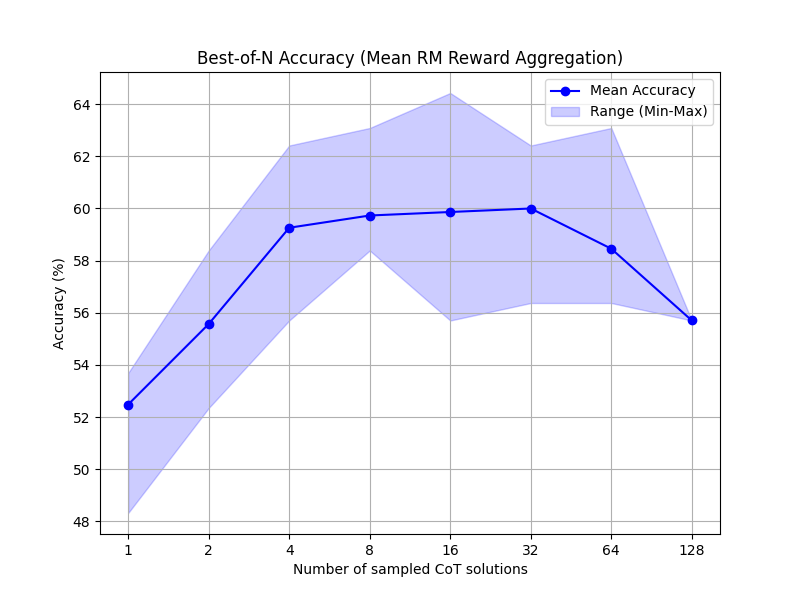 Best-of-N Accuracy (Mean RM Reward Aggregation)
Mean Accuracy
Range (Min-Max)
Accuracy (%)
64
62
60
58
56
54
52
50
48
1 2 4 8 16 32 64 128
Number of sampled CoT solutions